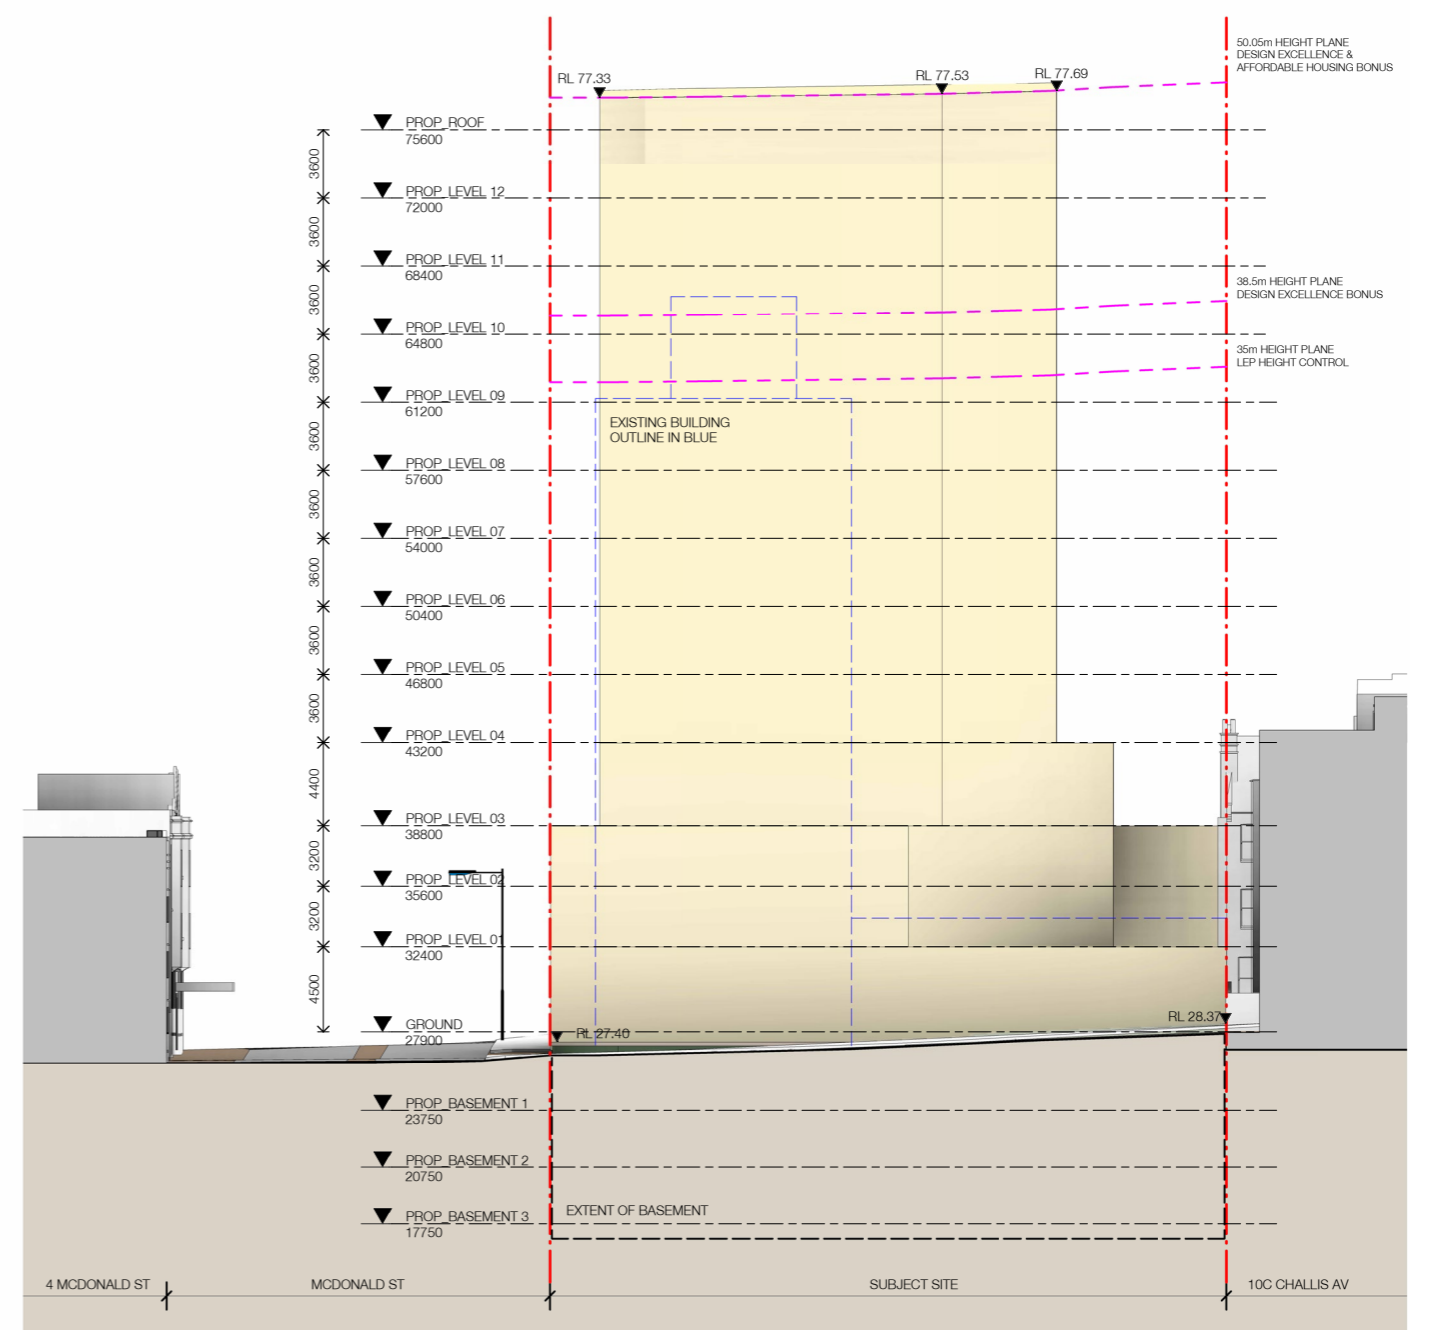 50.05m HEIGHT PLANE
DESIGN EXCELLENCE &
AFFORDABLE HOUSING BONUS
RL 77.33
RL 77.53
RL 77.69
PROP_ROOF
75600
3600
PROP_LEVEL 12
72000
3600
PROP_LEVEL 11
68400
3600
38.5m HEIGHT PLANE
DESIGN EXCELLENCE BONUS
PROP_LEVEL 10
64800
3600
35m HEIGHT PLANE
LEP HEIGHT CONTROL
PROP_LEVEL 09
61200
EXISTING BUILDING
OUTLINE IN BLUE
3600
PROP_LEVEL 08
57600
3600
PROP_LEVEL 07
54000
3600
PROP_LEVEL 06
50400
3600
PROP_LEVEL 05
46800
3600
PROP_LEVEL 04
43200
4400
PROP_LEVEL 03
38800
3200
PROP_LEVEL 02
35600
3200
PROP_LEVEL 01
32400
4500
GROUND
27900
RL 27.40
RL 28.37
PROP_BASEMENT 1
23750
PROP_BASEMENT 2
20750
PROP_BASEMENT 3
17750
EXTENT OF BASEMENT
4 MCDONALD ST
MCDONALD ST
SUBJECT SITE
10C CHALLIS AV